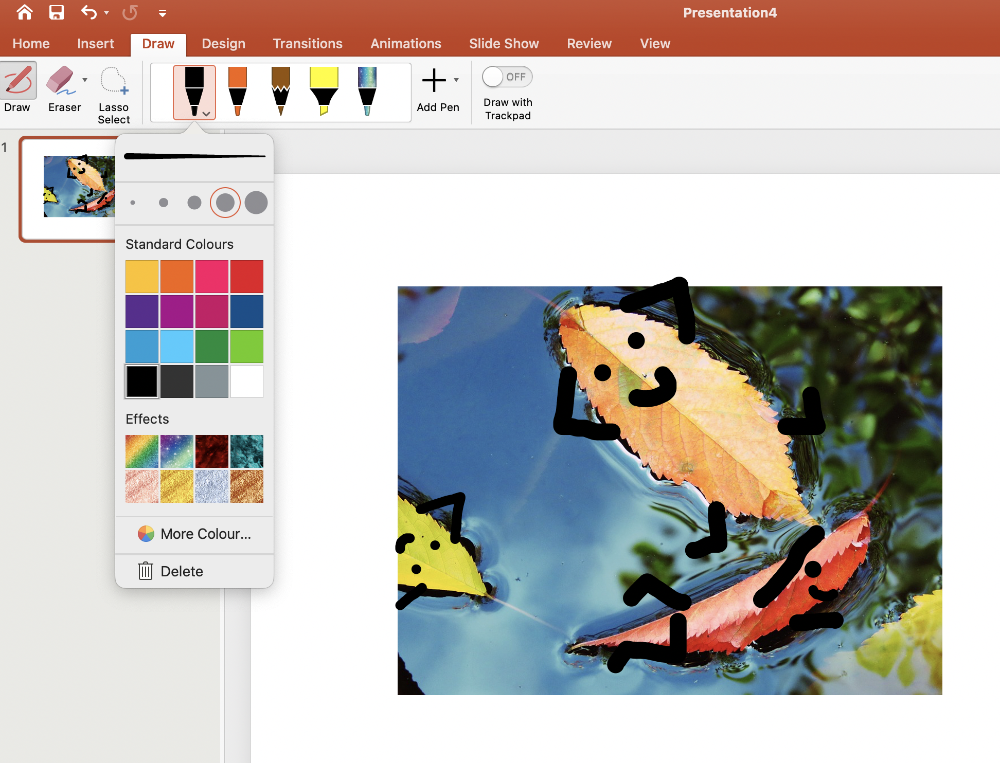 Presentation4
Home Insert Draw Design Transitions Animations Slide Show Review View
Draw
Eraser
Lasso
Select
Add Pen
OFF
Draw with
Trackpad
1
Standard Colours
Effects
More Colour...
Delete